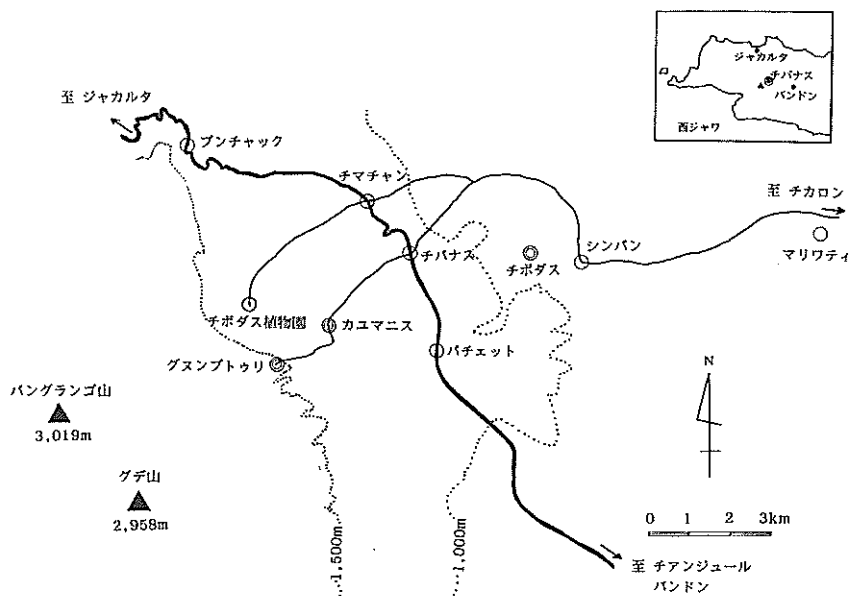 ジャカルタ
チパナス
バンドン
西ジャワ
至 ジャカルタ
プンチャック
チマチャン
至 チカロン
シンパン
マリワティ
チパナス
チボダス
チボダス植物園
カユマニス
グヌンプトゥリ
パチェット
パングランゴ山
3,019m
グデ山
2,958m
N
0 1 2 3km
1,500m
1,000m
至 チアンジュール
バンドン